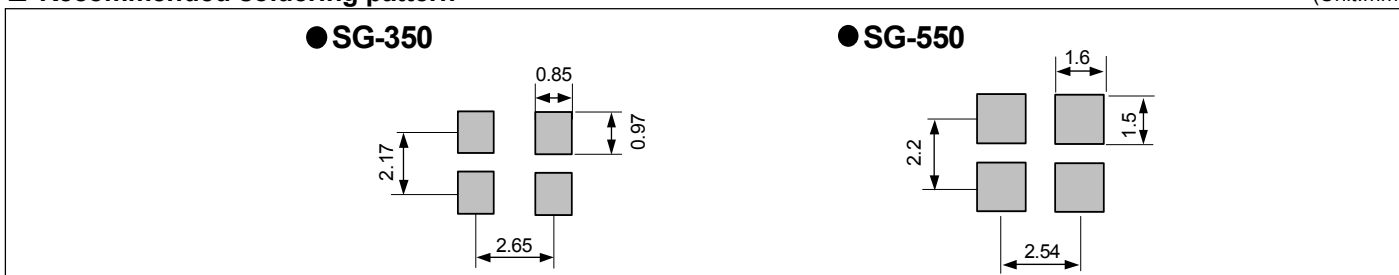 Recommended soldering pattern
● SG-350
● SG-550
0.85
0.97
2.17
2.65
1.6
1.5
2.2
2.54